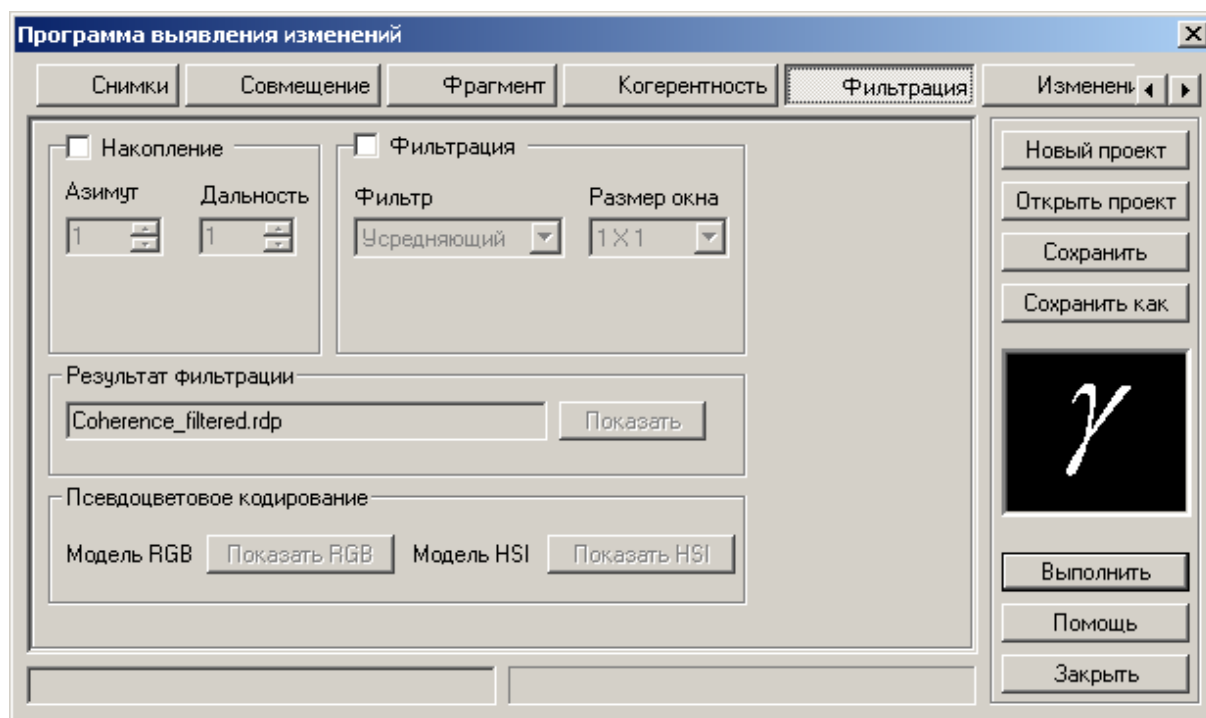 Программа выявления изменений
Снимки Совмещение Фрагмент Когерентность Фильтрация Изменени
Накопление
Азимут Дальность
1 1
Фильтрация
Фильтр Размер окна
Усредняющий 1 X 1
Результат фильтрации
Coherence_filtered.rdp Показать
Псевдоцветовое кодирование
Модель RGB Показать RGB Модель HSI Показать HSI
Новый проект
Открыть проект
Сохранить
Сохранить как
γ
Выполнить
Помощь
Закрыть